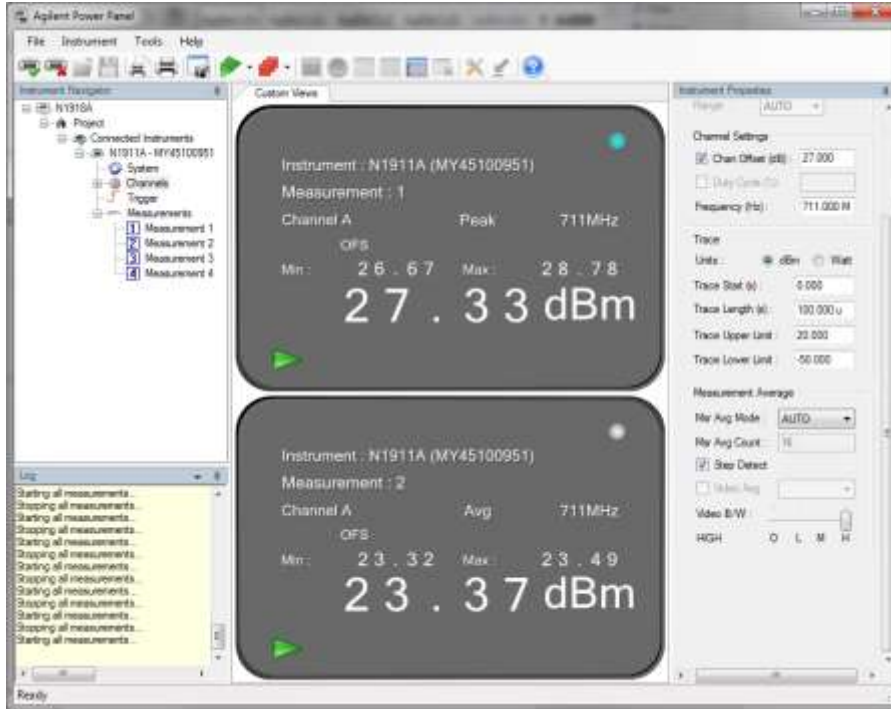 Agilent Power Panel
File Instrument Tools Help
Instrument Navigator
N1918A
Project
Connected Instruments
N1911A - MY45100951
System
Channels
Trigger
Measurements
1 Measurement 1
2 Measurement 2
3 Measurement 3
4 Measurement 4
Log
Starting all measurements...
Stopping all measurements...
Starting all measurements...
Stopping all measurements...
Starting all measurements...
Stopping all measurements...
Starting all measurements...
Stopping all measurements...
Starting all measurements...
Stopping all measurements...
Starting all measurements...
Stopping all measurements...
Starting all measurements...
Ready
Custom Views
Instrument : N1911A (MY45100951)
Measurement : 1
Channel A Peak 711MHz
OFS
Min : 26.67 Max : 28.78
27.33 dBm
Instrument : N1911A (MY45100951)
Measurement : 2
Channel A Avg 711MHz
OFS
Min : 23.32 Max : 23.49
23.37 dBm
Instrument Properties
Range AUTO
Channel Settings
Chan Offset (dB) : 27.000
Duty Cycle (%) :
Frequency (Hz) : 711.000 M
Trace
Units : dBm Watt
Trace Start (s) : 0.000
Trace Length (s) : 100.000 u
Trace Upper Limit : 20.000
Trace Lower Limit : -50.000
Measurement Average
Msr Avg Mode : AUTO
Msr Avg Count : 16
Step Detect
Video Avg
Video B/W :
HIGH O L M H